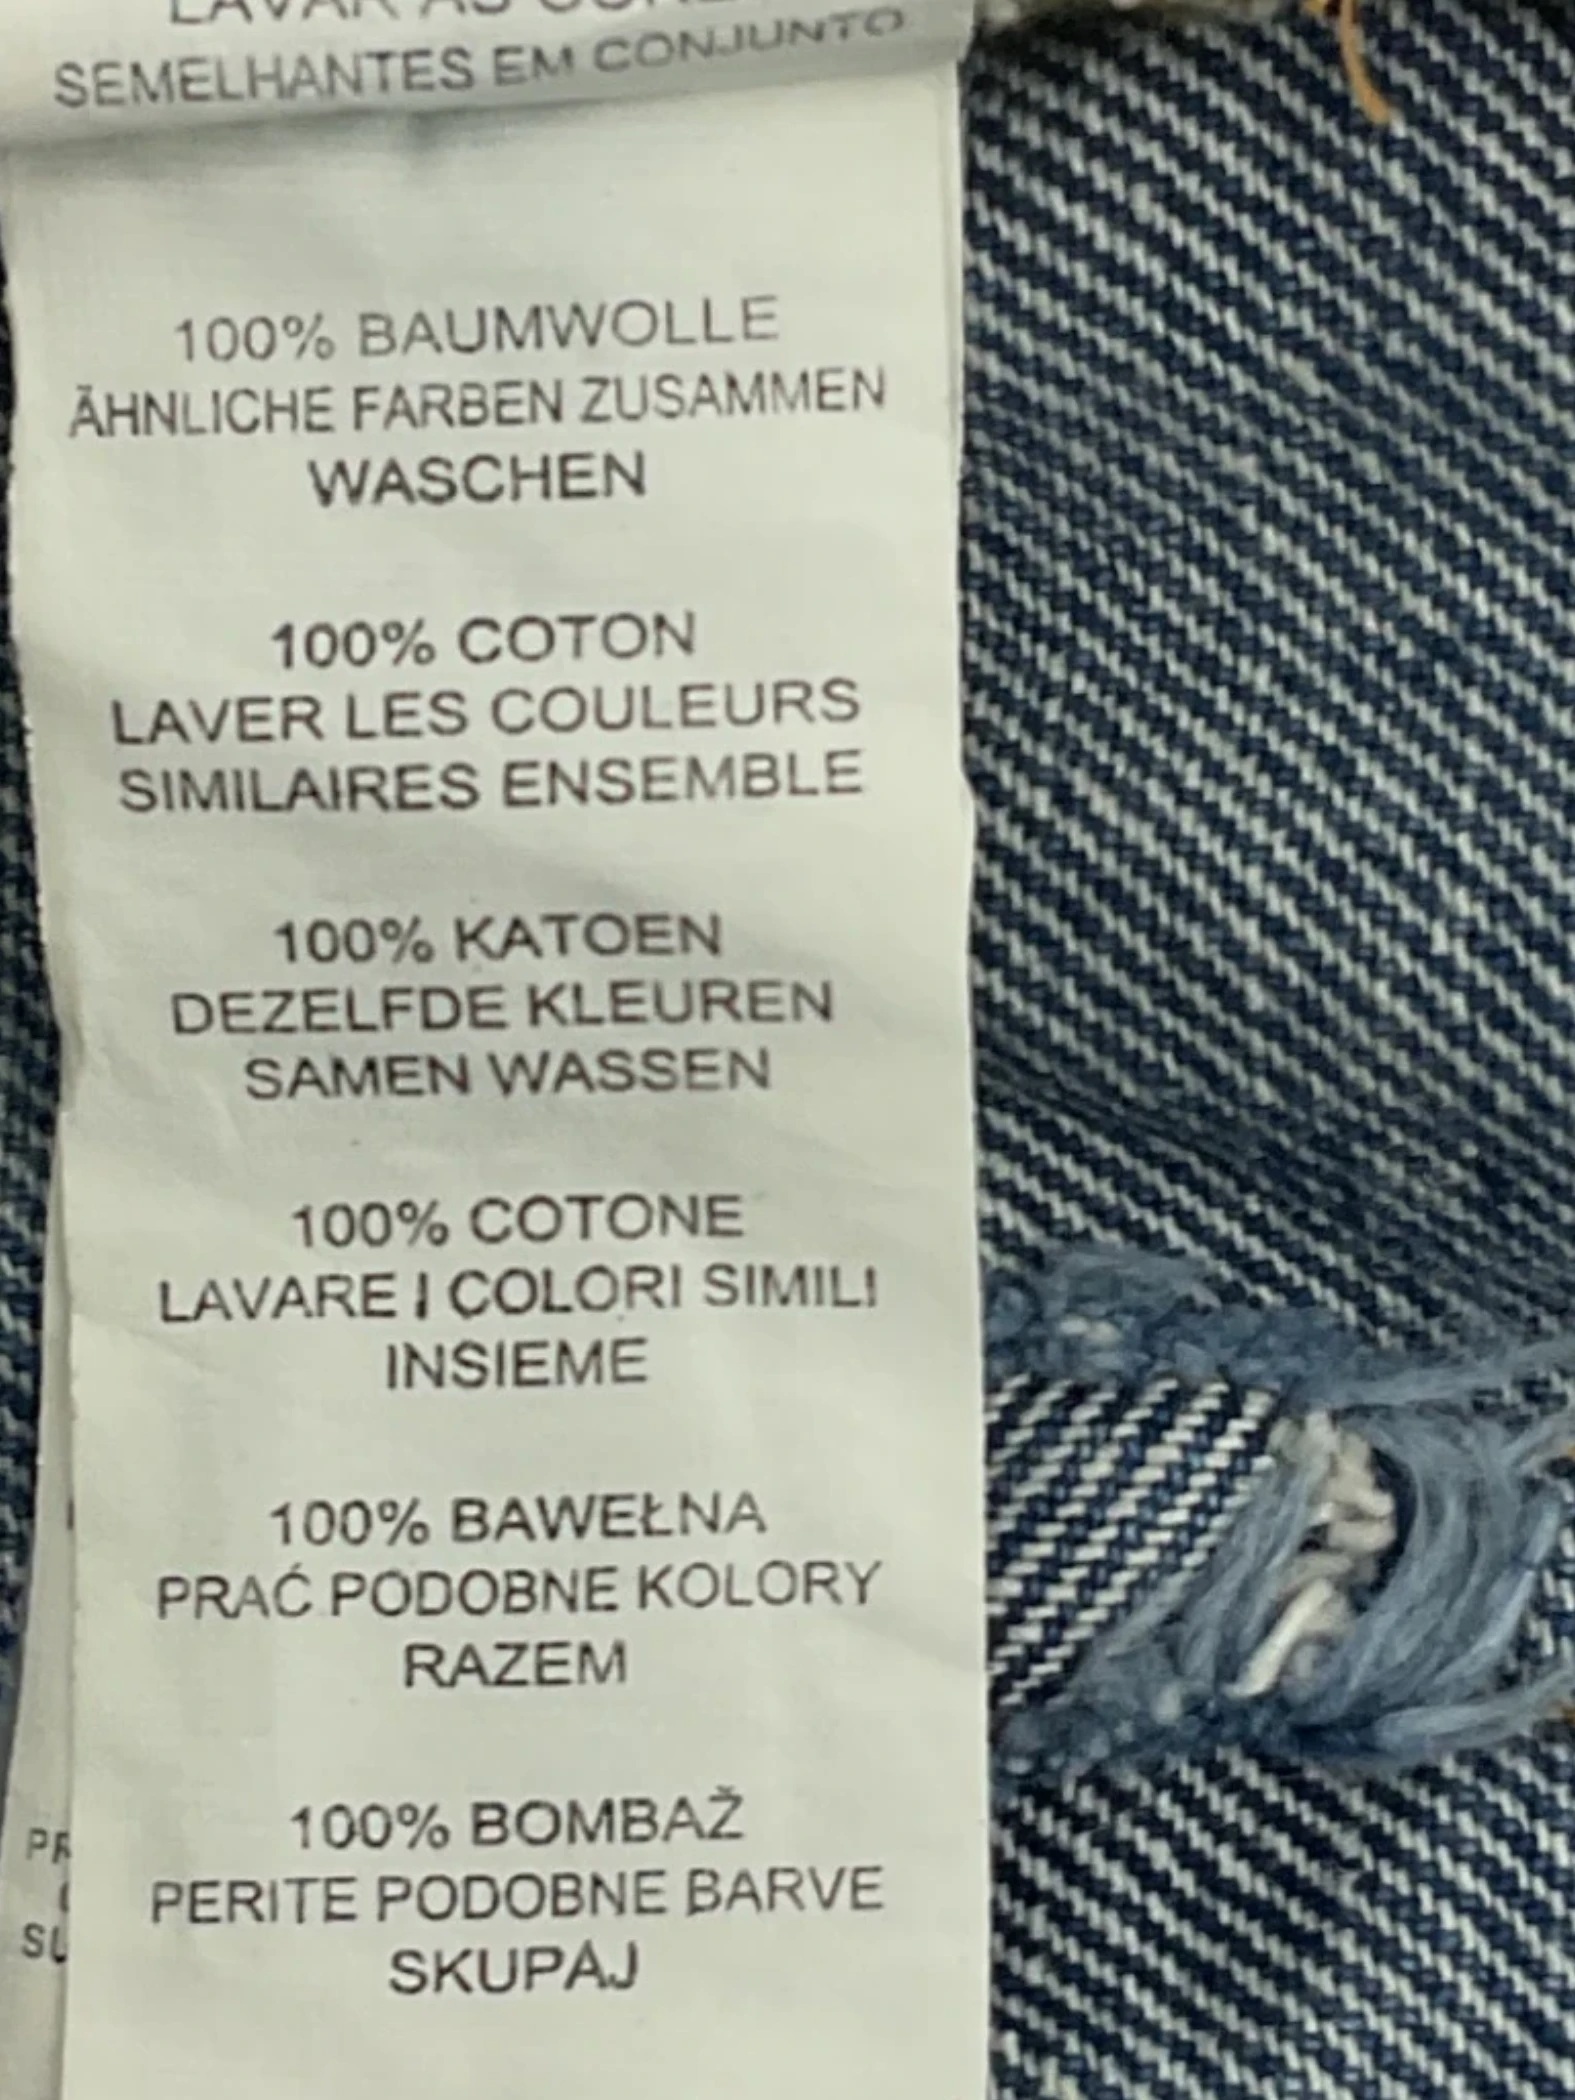 SEMELHANTES EM CONJUNTO
100% BAUMWOLLE
ÄHNLICHE FARBEN ZUSAMMEN
WASCHEN
100% COTON
LAVER LES COULEURS
SIMILAIRES ENSEMBLE
100% KATOEN
DEZELFDE KLEUREN
SAMEN WASSEN
100% COTONE
LAVARE I COLORI SIMILI
INSIEME
100% BAWEŁNA
PRAĆ PODOBNE KOLORY
RAZEM
100% BOMBAŽ
PERITE PODOBNE BARVE
SKUPAJ